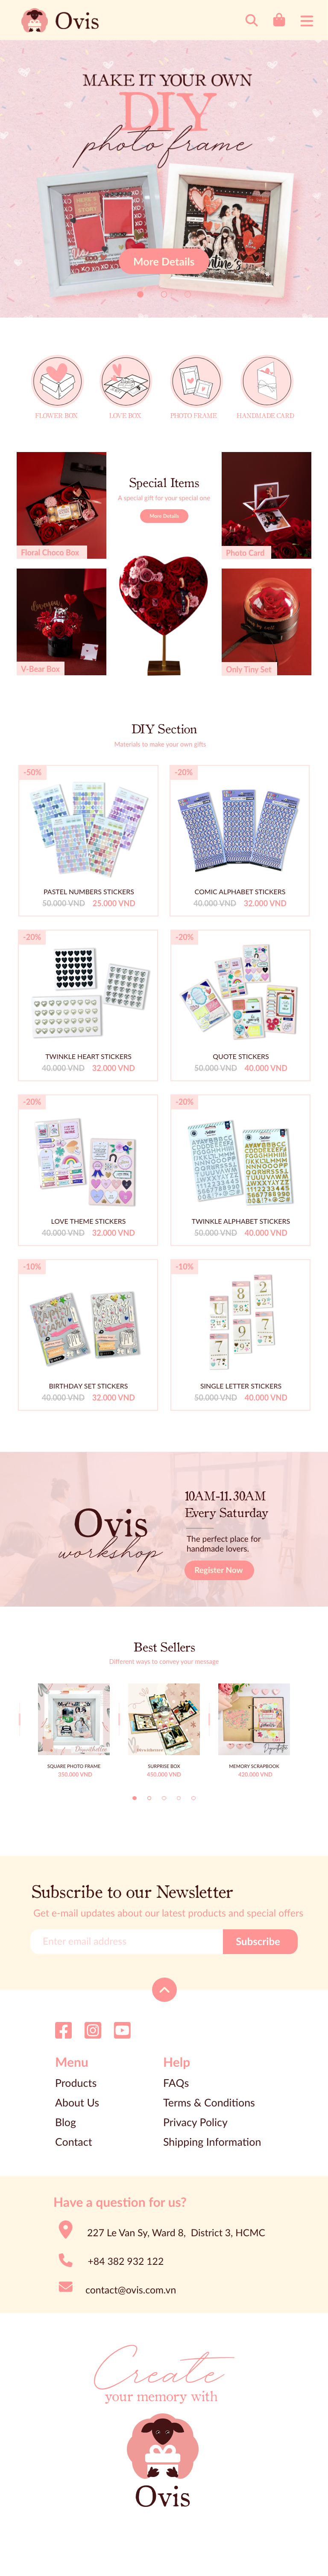 Ovis
MAKE IT YOUR OWN
DIY
photo frame
More Details
FLOWER BOX
LOVE BOX
PHOTO FRAME
HANDMADE CARD
Special Items
A special gift for your special one
More Details
Floral Choco Box
Photo Card
V-Bear Box
Only Tiny Set
DIY Section
Materials to make your own gifts
-50%
PASTEL NUMBERS STICKERS
50.000 VND 25.000 VND
-20%
COMIC ALPHABET STICKERS
40.000 VND 32.000 VND
-20%
TWINKLE HEART STICKERS
40.000 VND 32.000 VND
-20%
QUOTE STICKERS
50.000 VND 40.000 VND
-20%
LOVE THEME STICKERS
40.000 VND 32.000 VND
-20%
TWINKLE ALPHABET STICKERS
50.000 VND 40.000 VND
-10%
BIRTHDAY SET STICKERS
40.000 VND 32.000 VND
-10%
SINGLE LETTER STICKERS
50.000 VND 40.000 VND
Ovis
workshop
10AM-11.30AM
Every Saturday
The perfect place for
handmade lovers.
Register Now
Best Sellers
Different ways to convey your message
SQUARE PHOTO FRAME
350.000 VND
SURPRISE BOX
450.000 VND
MEMORY SCRAPBOOK
420.000 VND
Subscribe to our Newsletter
Get e-mail updates about our latest products and special offers
Enter email address
Subscribe
Menu
Products
About Us
Blog
Contact
Help
FAQs
Terms & Conditions
Privacy Policy
Shipping Information
Have a question for us?
227 Le Van Sy, Ward 8, District 3, HCMC
+84 382 932 122
contact@ovis.com.vn
Create
your memory with
Ovis